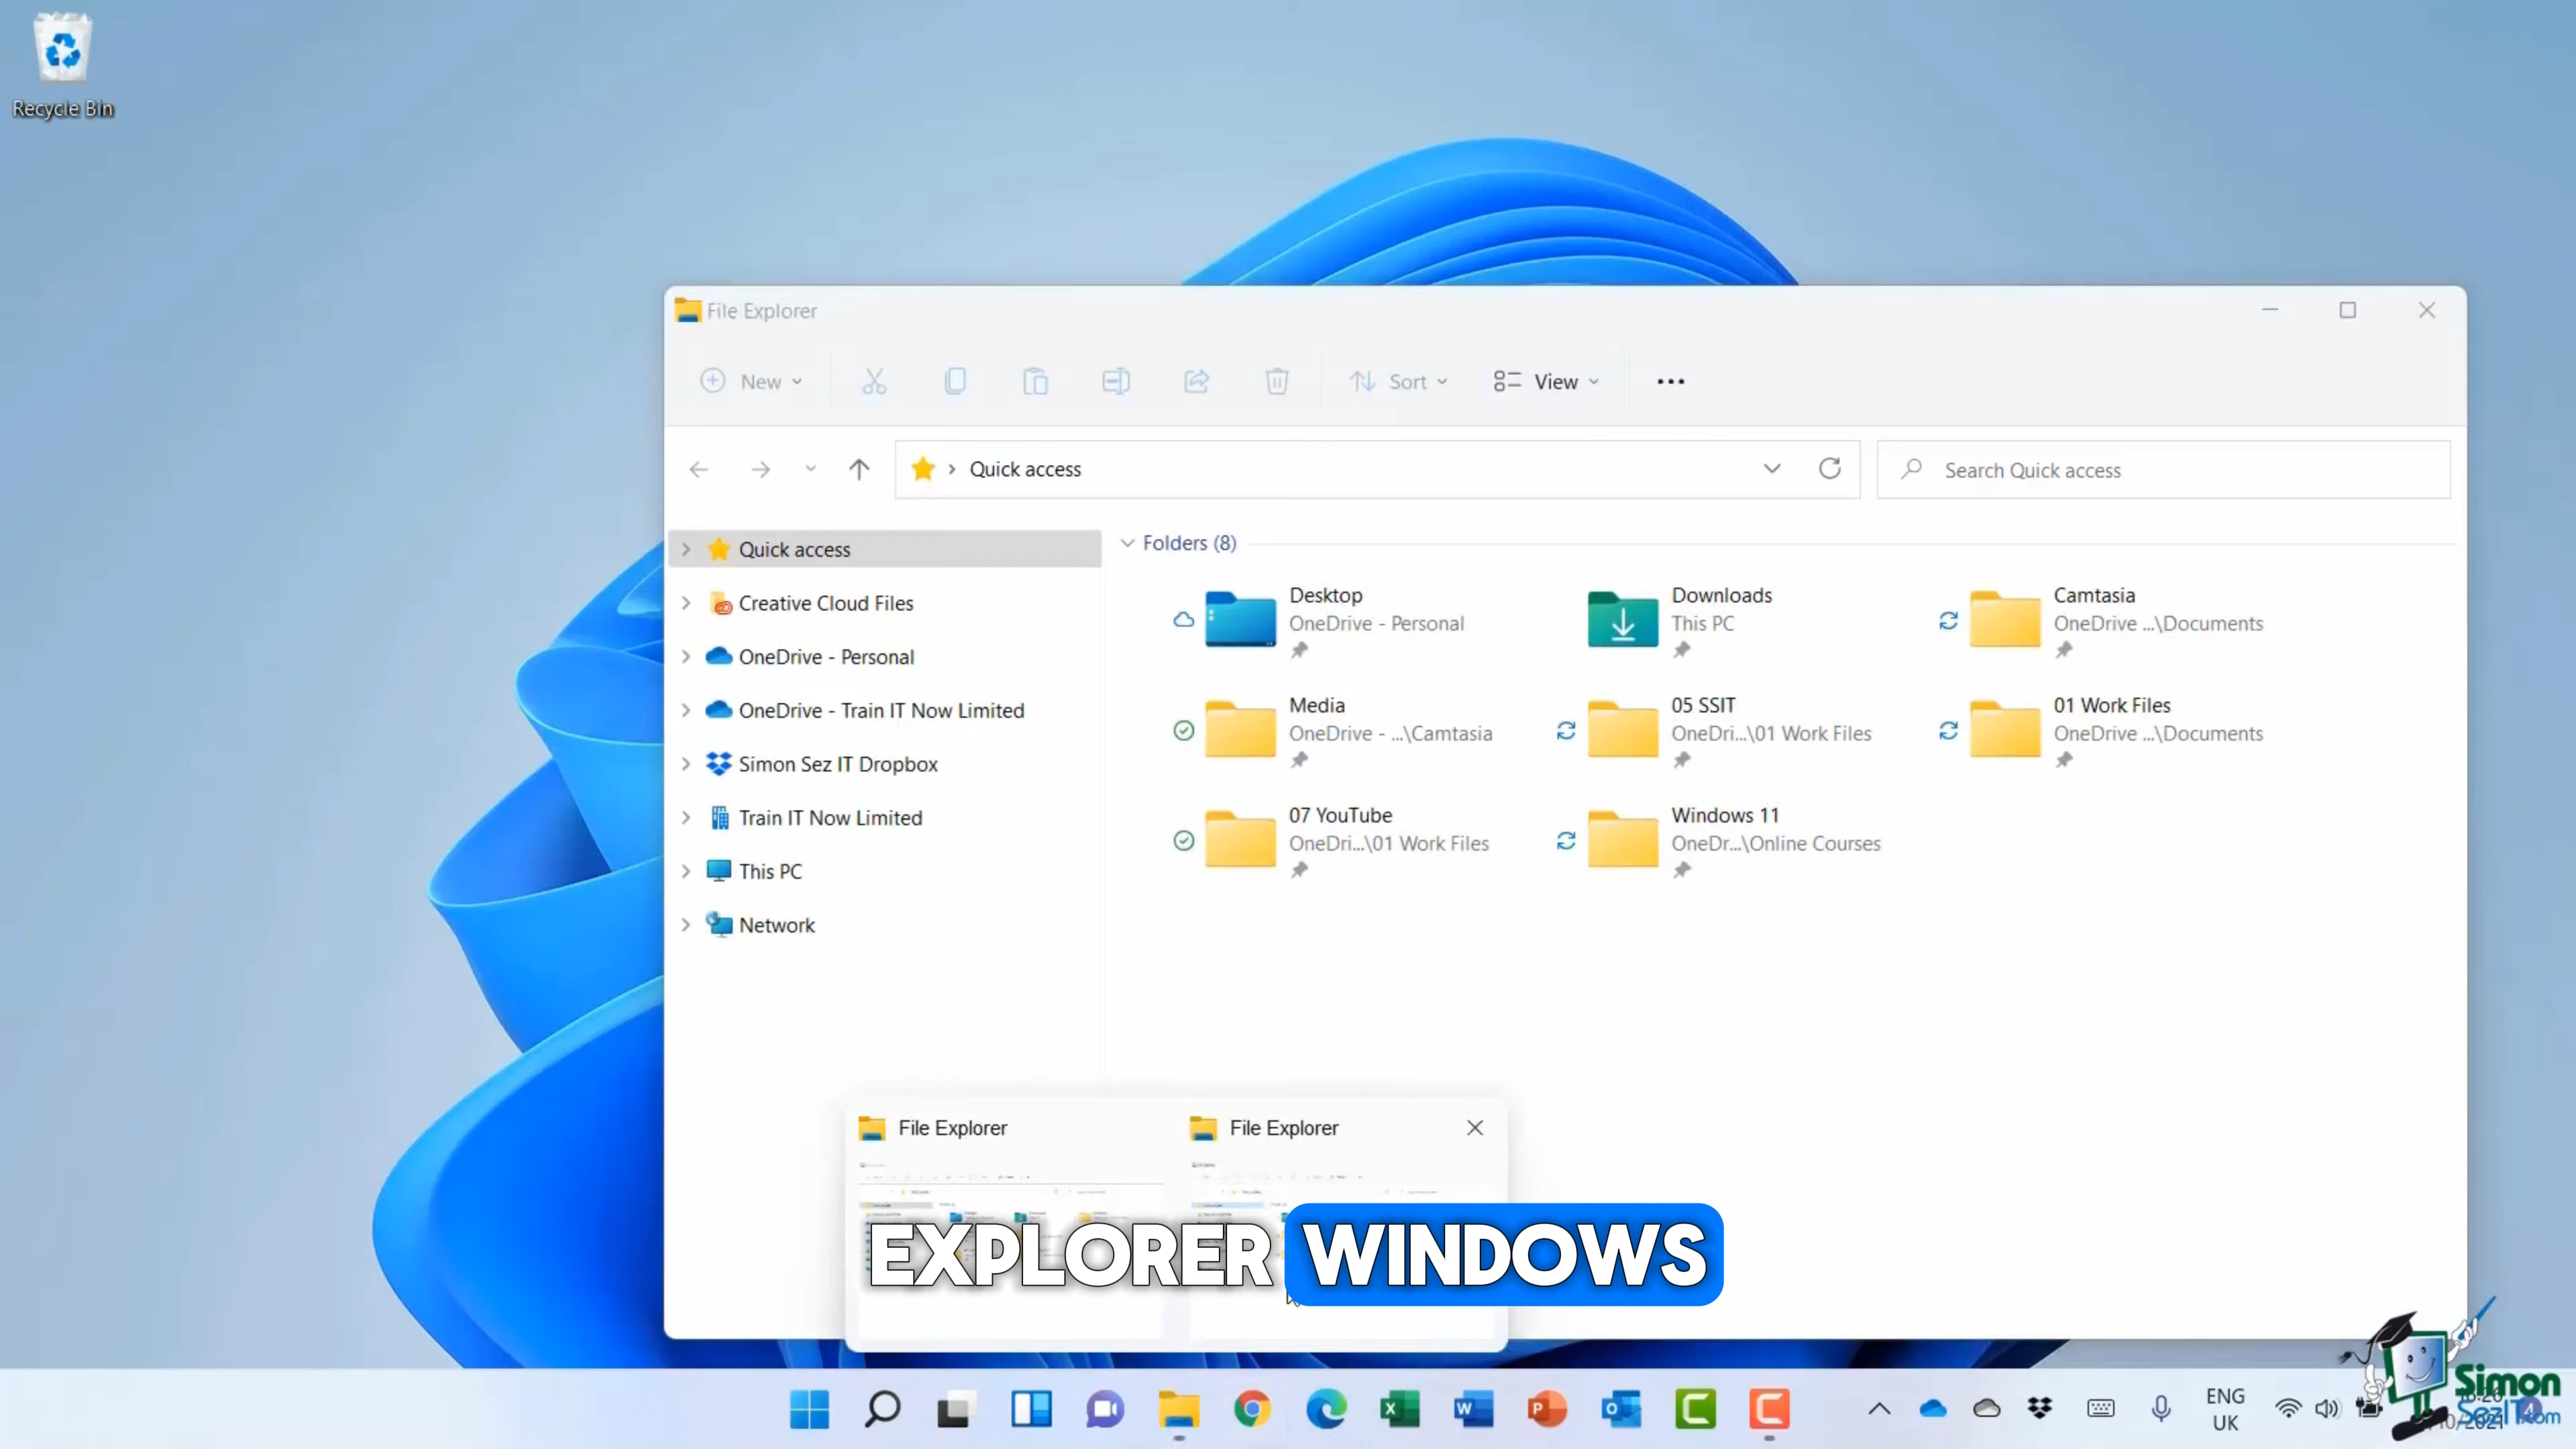 Recycle Bin
File Explorer
New
Sort
View
Quick access
Search Quick access
Quick access
Creative Cloud Files
OneDrive - Personal
OneDrive - Train IT Now Limited
Simon Sez IT Dropbox
Train IT Now Limited
This PC
Network
Folders (8)
Desktop
OneDrive - Personal
Downloads
This PC
Camtasia
OneDrive ...\Documents
Media
OneDrive - ...\Camtasia
05 SSIT
OneDri...\01 Work Files
01 Work Files
OneDrive ...\Documents
07 YouTube
OneDri...\01 Work Files
Windows 11
OneDr...\Online Courses
File Explorer
File Explorer
EXPLORER WINDOWS
ENG
UK
Simon
SezIT.com